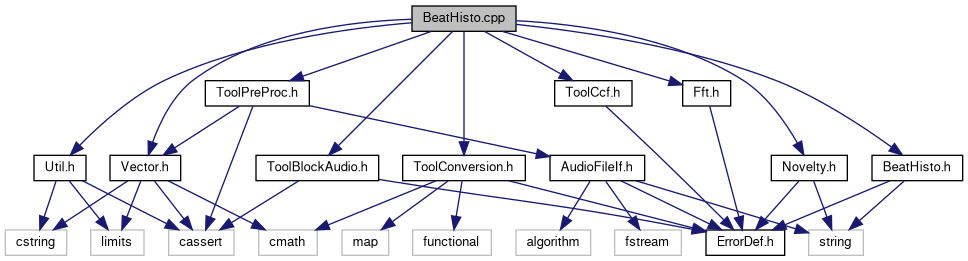 BeatHisto.cpp
ToolPreProc.h
ToolCcf.h
Fft.h
Util.h
Vector.h
ToolBlockAudio.h
ToolConversion.h
AudioFileIf.h
Novelty.h
BeatHisto.h
cstring
limits
cassert
cmath
map
functional
algorithm
fstream
ErrorDef.h
string